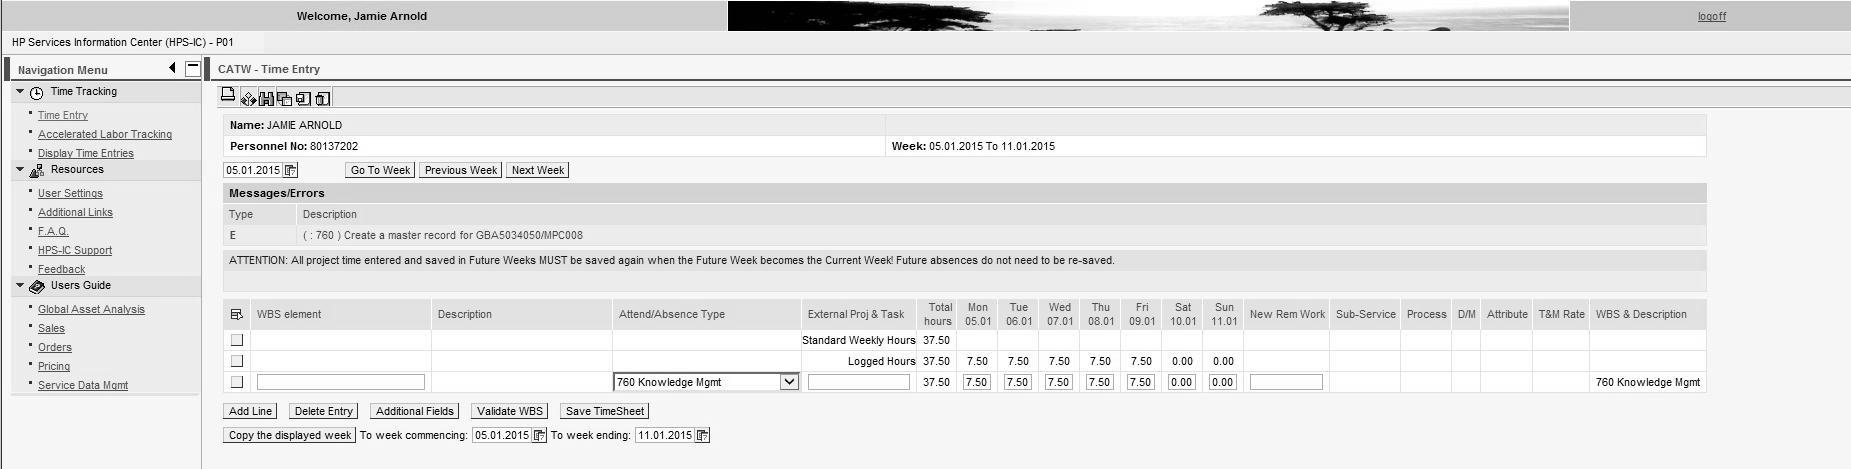 Welcome, Jamie Arnold
logoff
HP Services Information Center (HPS-IC) - P01
Navigation Menu
Time Tracking
Time Entry
Accelerated Labor Tracking
Display Time Entries
Resources
User Settings
Additional Links
F.A.Q.
HPS-IC Support
Feedback
Users Guide
Global Asset Analysis
Sales
Orders
Pricing
Service Data Mgmt
CATW - Time Entry
Name: JAMIE ARNOLD
Personnel No: 80137202 Week: 05.01.2015 To 11.01.2015
05.01.2015 Go To Week Previous Week Next Week
Messages/Errors
Type Description
E ( : 760 ) Create a master record for GBA5034050/MPC008
ATTENTION: All project time entered and saved in Future Weeks MUST be saved again when the Future Week becomes the Current Week! Future absences do not need to be re-saved.
WBS element Description Attend/Absence Type External Proj & Task Total hours Mon 05.01 Tue 06.01 Wed 07.01 Thu 08.01 Fri 09.01 Sat 10.01 Sun 11.01 New Rem Work Sub-Service Process D/M Attribute T&M Rate WBS & Description
Standard Weekly Hours 37.50
Logged Hours 37.50 7.50 7.50 7.50 7.50 7.50 0.00 0.00
760 Knowledge Mgmt 37.50 7.50 7.50 7.50 7.50 7.50 0.00 0.00 760 Knowledge Mgmt
Add Line Delete Entry Additional Fields Validate WBS Save TimeSheet
Copy the displayed week To week commencing: 05.01.2015 To week ending: 11.01.2015